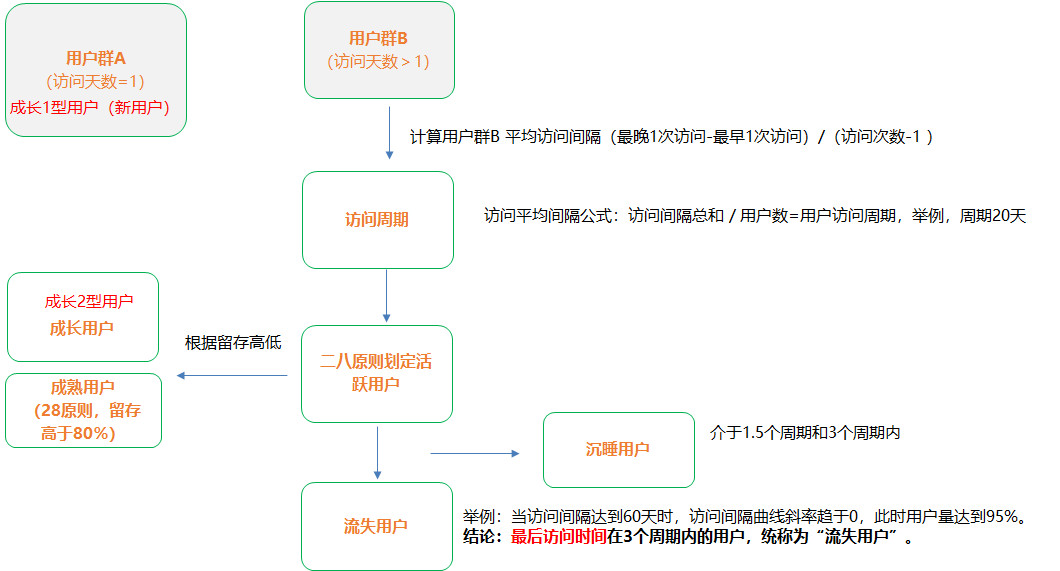 用户群A
（访问天数=1）
成长1型用户（新用户）
用户群B
（访问天数＞1）
计算用户群B 平均访问间隔（最晚1次访问-最早1次访问）/（访问次数-1 ）
访问周期
访问平均间隔公式：访问间隔总和 / 用户数=用户访问周期，举例，周期20天
成长2型用户
成长用户
根据留存高低
二八原则划定活
跃用户
成熟用户
（28原则，留存
高于80%）
沉睡用户
介于1.5个周期和3个周期内
流失用户
举例：当访问间隔达到60天时，访问间隔曲线斜率趋于0，此时用户量达到95%。
结论：最后访问时间在3个周期内的用户，统称为“流失用户”。